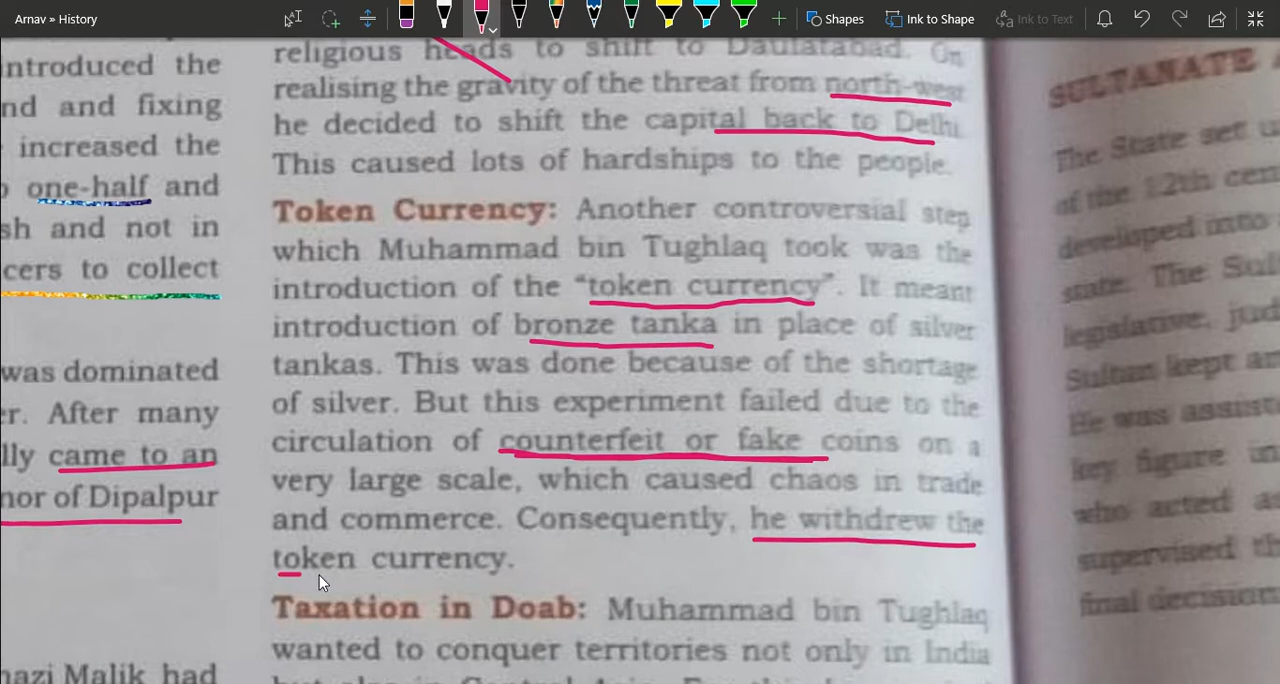 Arnav » History
Shapes
Ink to Shape
Ink to Text
introduced the
nd and fixing
increased the
one-half and
sh and not in
cers to collect
was dominated
er. After many
lly came to an
nor of Dipalpur
hazi Malik had
religious heads to shift to Daulatabad. On
realising the gravity of the threat from north-west
he decided to shift the capital back to Delhi
This caused lots of hardships to the people.
Token Currency: Another controversial step
which Muhammad bin Tughlaq took was the
introduction of the “token currency”. It meant
introduction of bronze tanka in place of silver
tankas. This was done because of the shortage
of silver. But this experiment failed due to the
circulation of counterfeit or fake coins on a
very large scale, which caused chaos in trade
and commerce. Consequently, he withdrew the
token currency.
Taxation in Doab: Muhammad bin Tughlaq
wanted to conquer territories not only in India
SULTANATE
The State set u
of the 12th cen
developed into
state. The Sul
legislative, jud
Sultan kept an
He was assist
key figure in
who acted as
supervised th
final decision